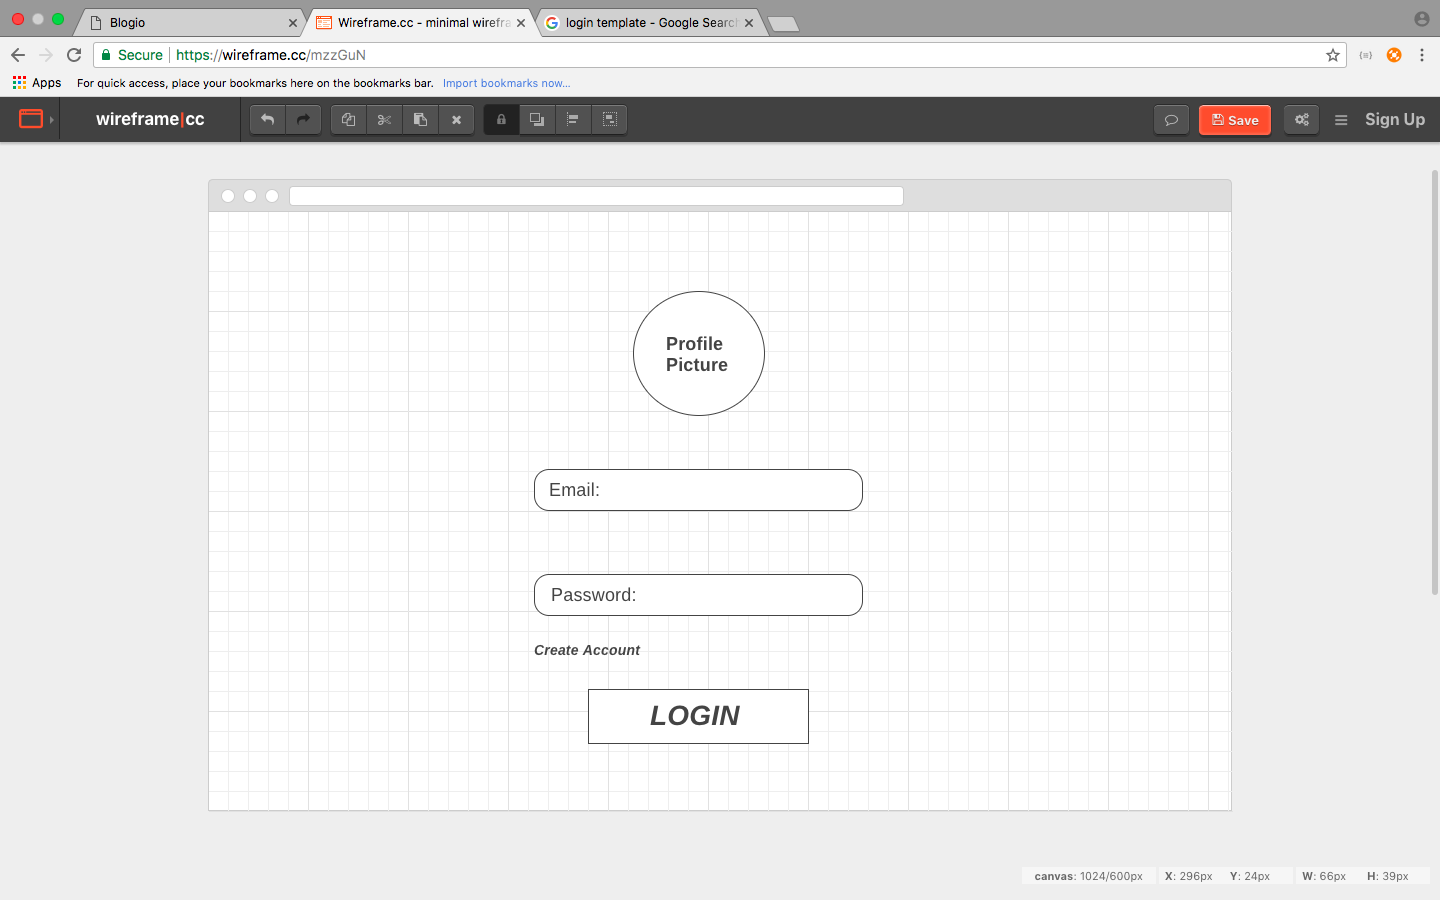 Blogio
Wireframe.cc - minimal wirefra
login template - Google Search
Secure https://wireframe.cc/mzzGuN
Apps For quick access, place your bookmarks here on the bookmarks bar. Import bookmarks now...
wireframe|cc Save Sign Up
Profile
Picture
Email:
Password:
Create Account
LOGIN
canvas: 1024/600px X: 296px Y: 24px W: 66px H: 39px